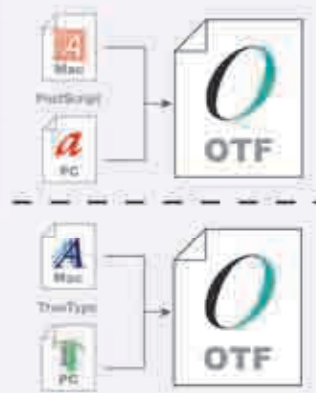 Mac
PostScript
PC
OTF
Mac
TrueType
PC
OTF